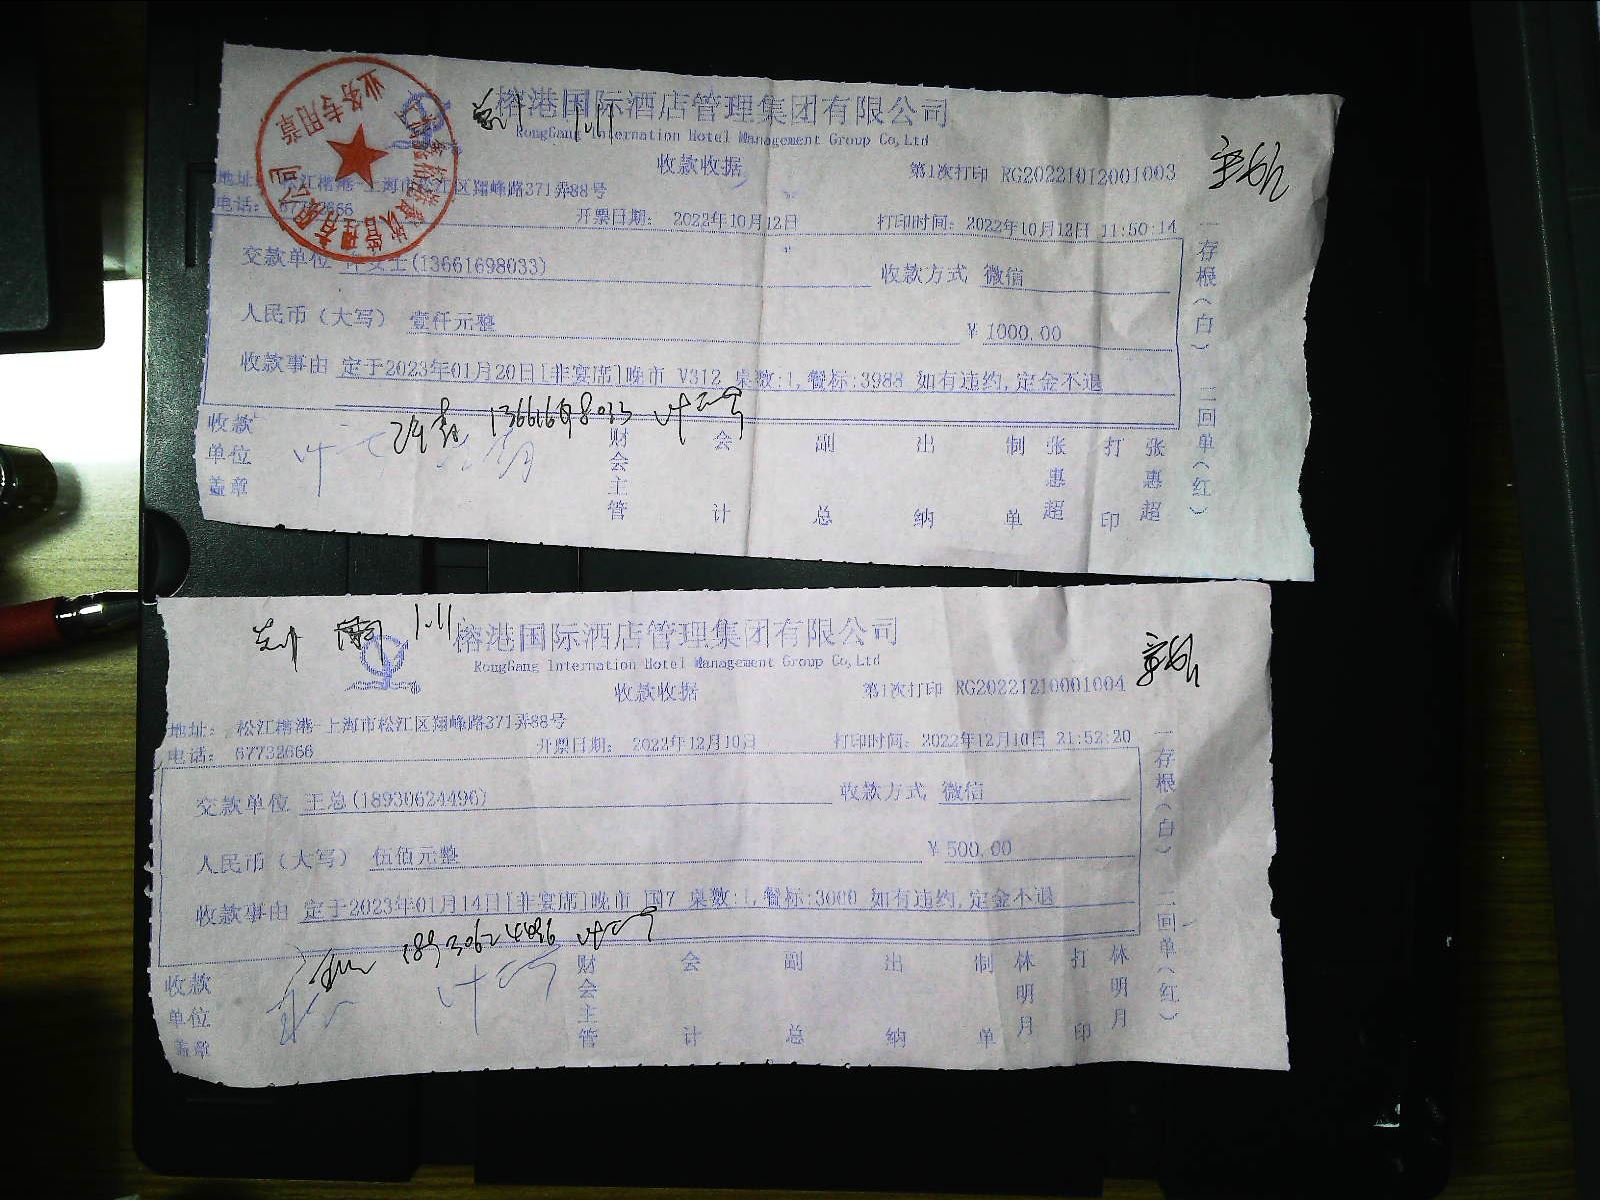 榕港国际酒店管理集团有限公司
RongGang International Hotel Management Group Co,Ltd
收款收据
第1次打印 RG20221012001003
地址: 松江榕港-上海市松江区翔峰路371弄88号
电话: 67732666
开票日期: 2022年10月12日
打印时间: 2022年10月12日 11:50:14
业务专用章
交款单位 许女士(13661698033)
收款方式 微信
人民币（大写） 壹仟元整
¥ 1000.00
收款事由 定于2023年01月20日[非宴席]晚市 V312 桌数:1,餐标:3988 如有违约,定金不退
13661698033
收款单位盖章
财会主管
会计
副总
出纳
制单
张惠超
打印
张惠超
一存根（白） 二回单（红）
1.11
榕港国际酒店管理集团有限公司
RongGang International Hotel Management Group Co,Ltd
收款收据
第1次打印 RG20221210001004
地址: 松江榕港-上海市松江区翔峰路371弄88号
电话: 67732666
开票日期: 2022年12月10日
打印时间: 2022年12月10日 21:52:20
交款单位 王总(18930624496)
收款方式 微信
人民币（大写） 伍佰元整
¥ 500.00
收款事由 定于2023年01月14日[非宴席]晚市 国7 桌数:1,餐标:3000 如有违约,定金不退
18930624496
收款单位盖章
财会主管
会计
副总
出纳
制单
林明月
打印
林明月
一存根（白） 二回单（红）